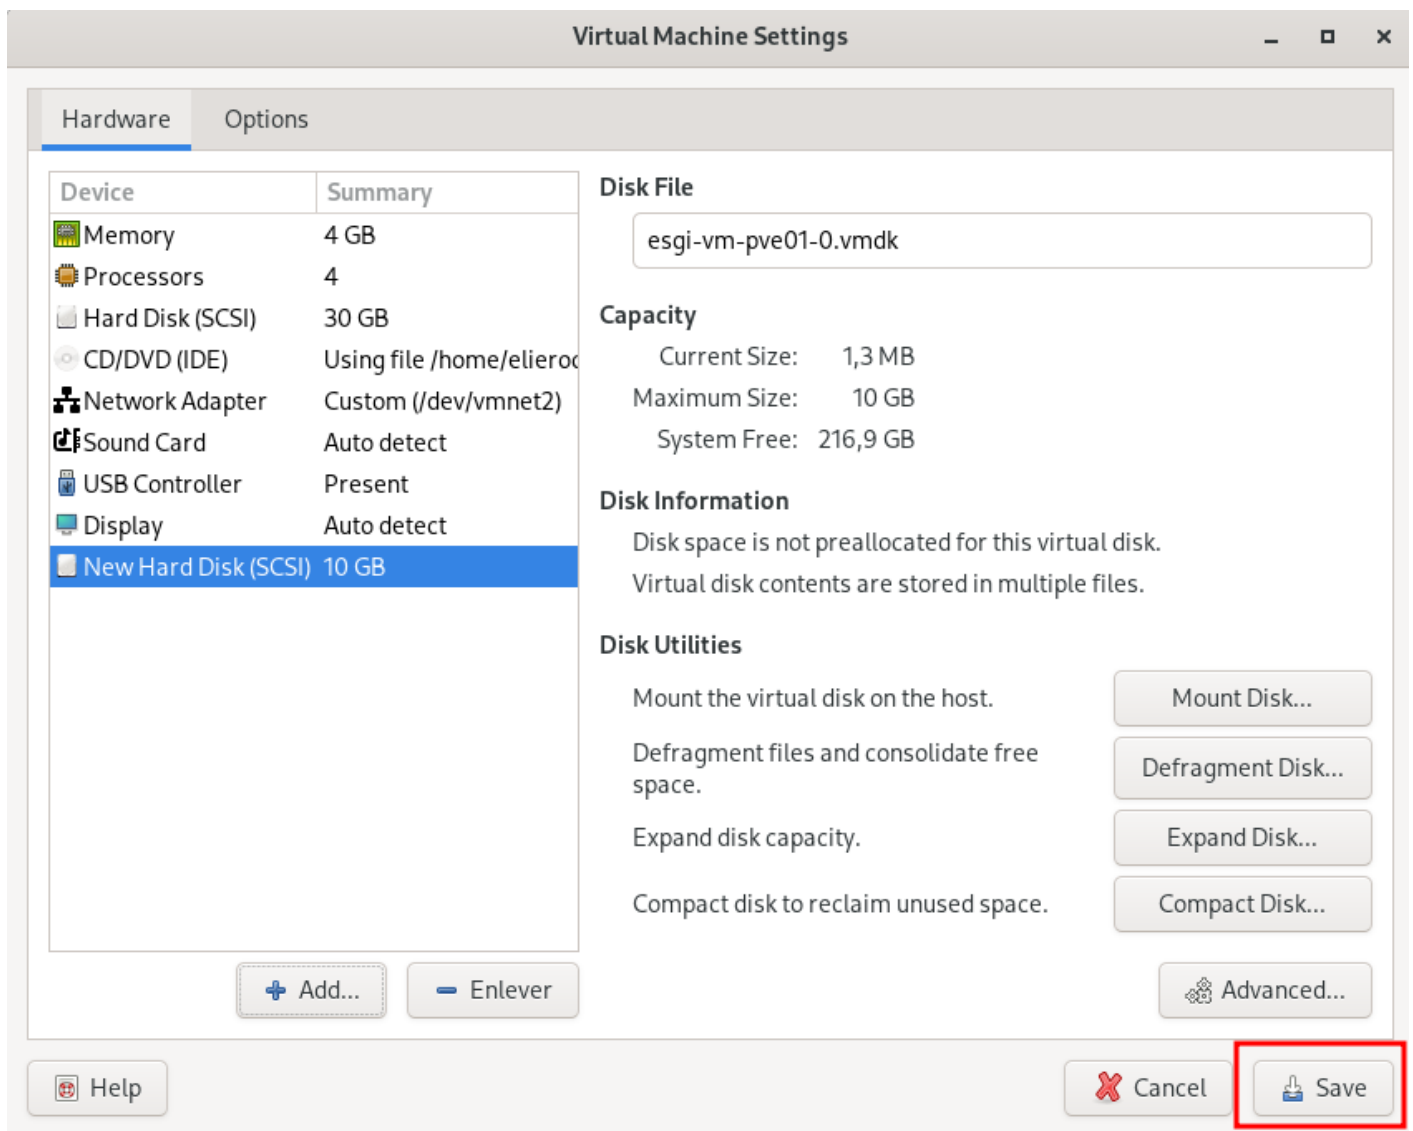 Virtual Machine Settings
Hardware Options
Device Summary
Memory 4 GB
Processors 4
Hard Disk (SCSI) 30 GB
CD/DVD (IDE) Using file /home/elieroc
Network Adapter Custom (/dev/vmnet2)
Sound Card Auto detect
USB Controller Present
Display Auto detect
New Hard Disk (SCSI) 10 GB
Add...
Enlever
Disk File
esgi-vm-pve01-0.vmdk
Capacity
Current Size: 1,3 MB
Maximum Size: 10 GB
System Free: 216,9 GB
Disk Information
Disk space is not preallocated for this virtual disk.
Virtual disk contents are stored in multiple files.
Disk Utilities
Mount the virtual disk on the host. Mount Disk...
Defragment files and consolidate free
space.
Defragment Disk...
Expand disk capacity. Expand Disk...
Compact disk to reclaim unused space. Compact Disk...
Advanced...
Help
Cancel
Save